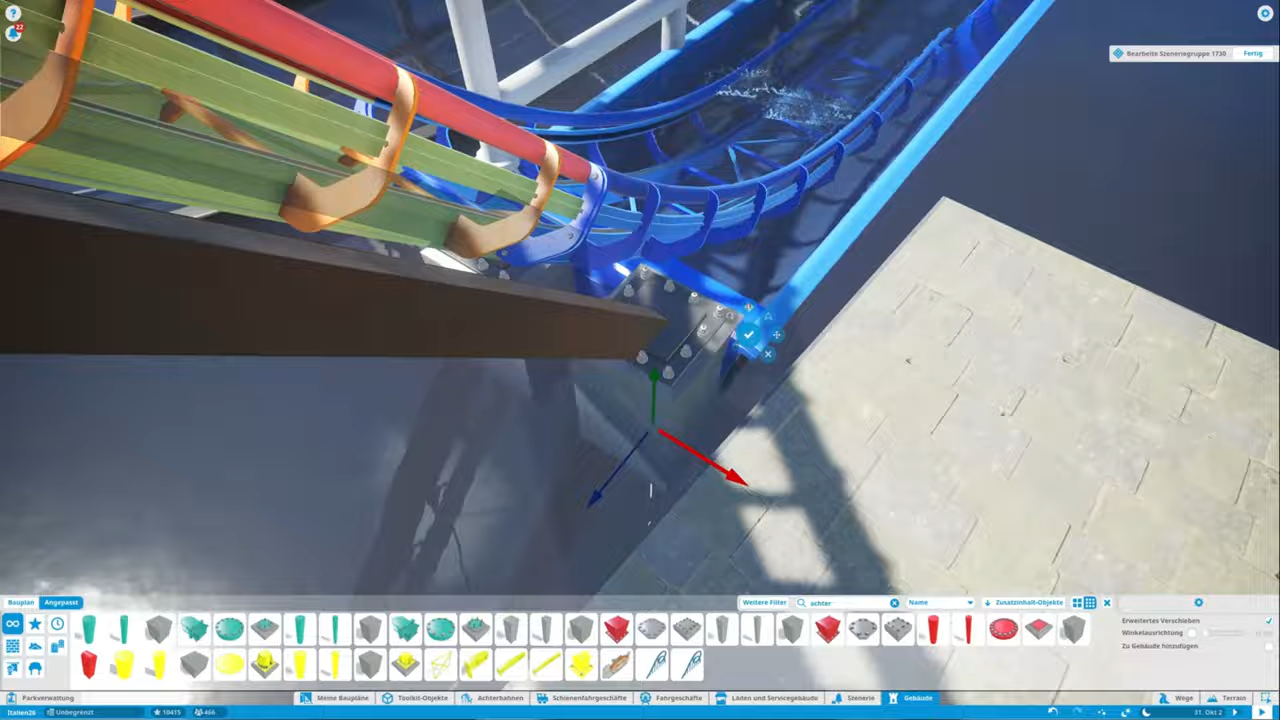 ?
22
Bearbeite Szeneriegruppe 1730 Fertig
Bauplan Angepasst
Weitere Filter achter Name Zusatzinhalt-Objekte
Erweitertes Verschieben
Winkelausrichtung
Zu Gebäude hinzufügen
Parkverwaltung Meine Baupläne Toolkit-Objekte Achterbahnen Schienenfahrgeschäfte Fahrgeschäfte Läden und Servicegebäude Szenerie Gebäude Wege Terrain
Italien26 Unbegrenzt 10415 466 31. Okt 2